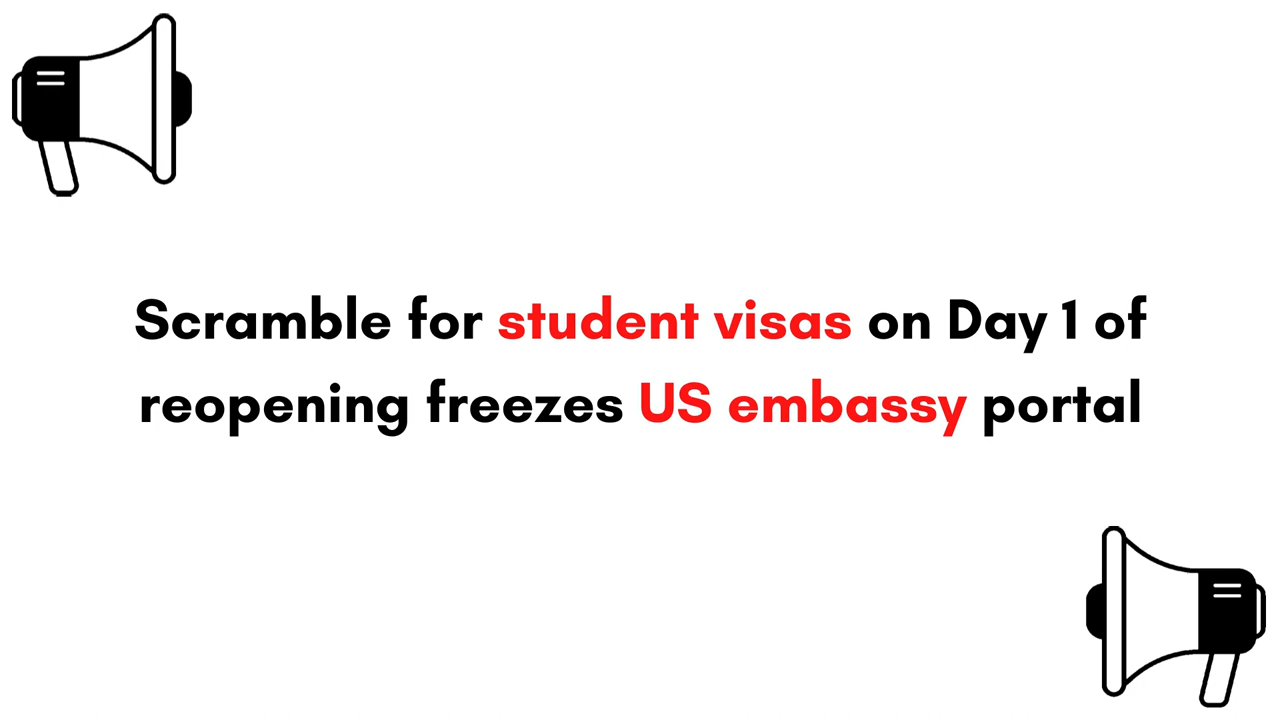 Scramble for student visas on Day 1 of
reopening freezes US embassy portal